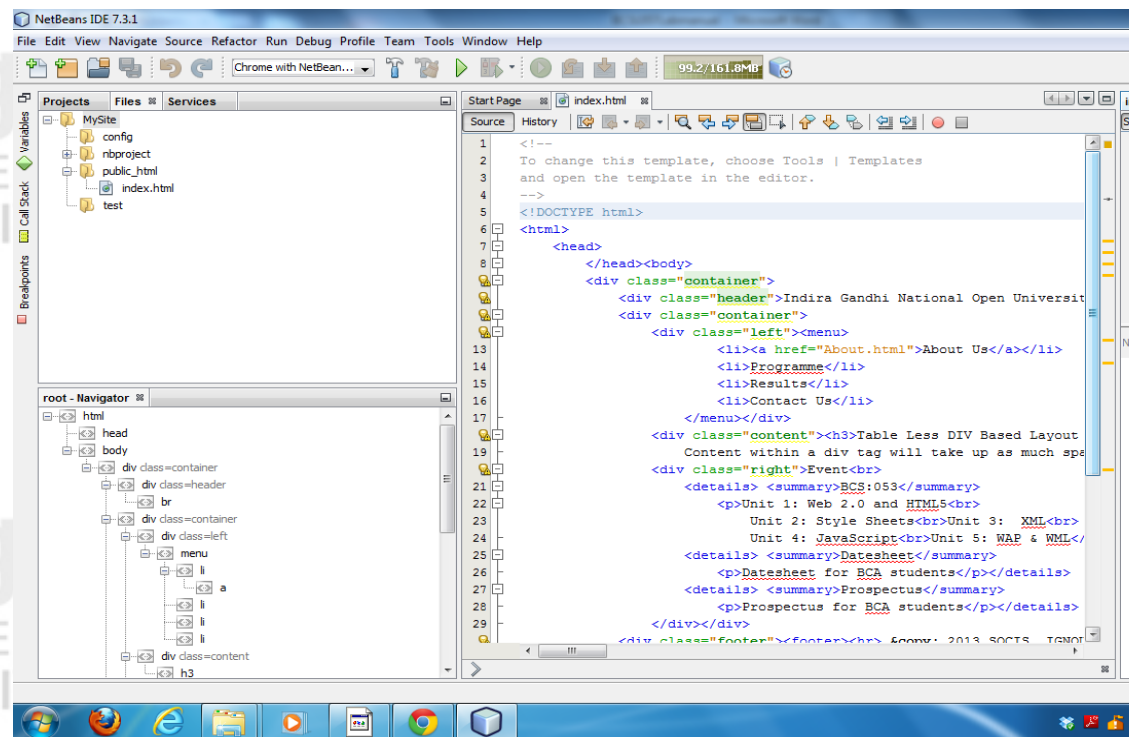 NetBeans IDE 7.3.1
File Edit View Navigate Source Refactor Run Debug Profile Team Tools Window Help
Chrome with NetBean...
99.2/161.8MB
Projects Files Services
MySite
config
nbproject
public_html
index.html
test
Variables
Call Stack
Breakpoints
root - Navigator
html
head
body
div class=container
div class=header
br
div class=container
div class=left
menu
li
a
li
li
li
div class=content
h3
Start Page index.html
Source History
1 <!--
2 To change this template, choose Tools | Templates
3 and open the template in the editor.
4 -->
5 <!DOCTYPE html>
6 <html>
7 <head>
8 </head><body>
<div class="container">
<div class="header">Indira Gandhi National Open Universit
<div class="container">
<div class="left"><menu>
13 <li><a href="About.html">About Us</a></li>
14 <li>Programme</li>
15 <li>Results</li>
16 <li>Contact Us</li>
17 </menu></div>
<div class="content"><h3>Table Less DIV Based Layout
19 Content within a div tag will take up as much spa
<div class="right">Event<br>
21 <details> <summary>BCS:053</summary>
22 <p>Unit 1: Web 2.0 and HTML5<br>
23 Unit 2: Style Sheets<br>Unit 3: XML<br>
24 Unit 4: JavaScript<br>Unit 5: WAP & WML</
25 <details> <summary>Datesheet</summary>
26 <p>Datesheet for BCA students</p></details>
27 <details> <summary>Prospectus</summary>
28 <p>Prospectus for BCA students</p></details>
29 </div></div>
<div class="footer"><footer><hr> &copy; 2013 SOCIS, IGNOU